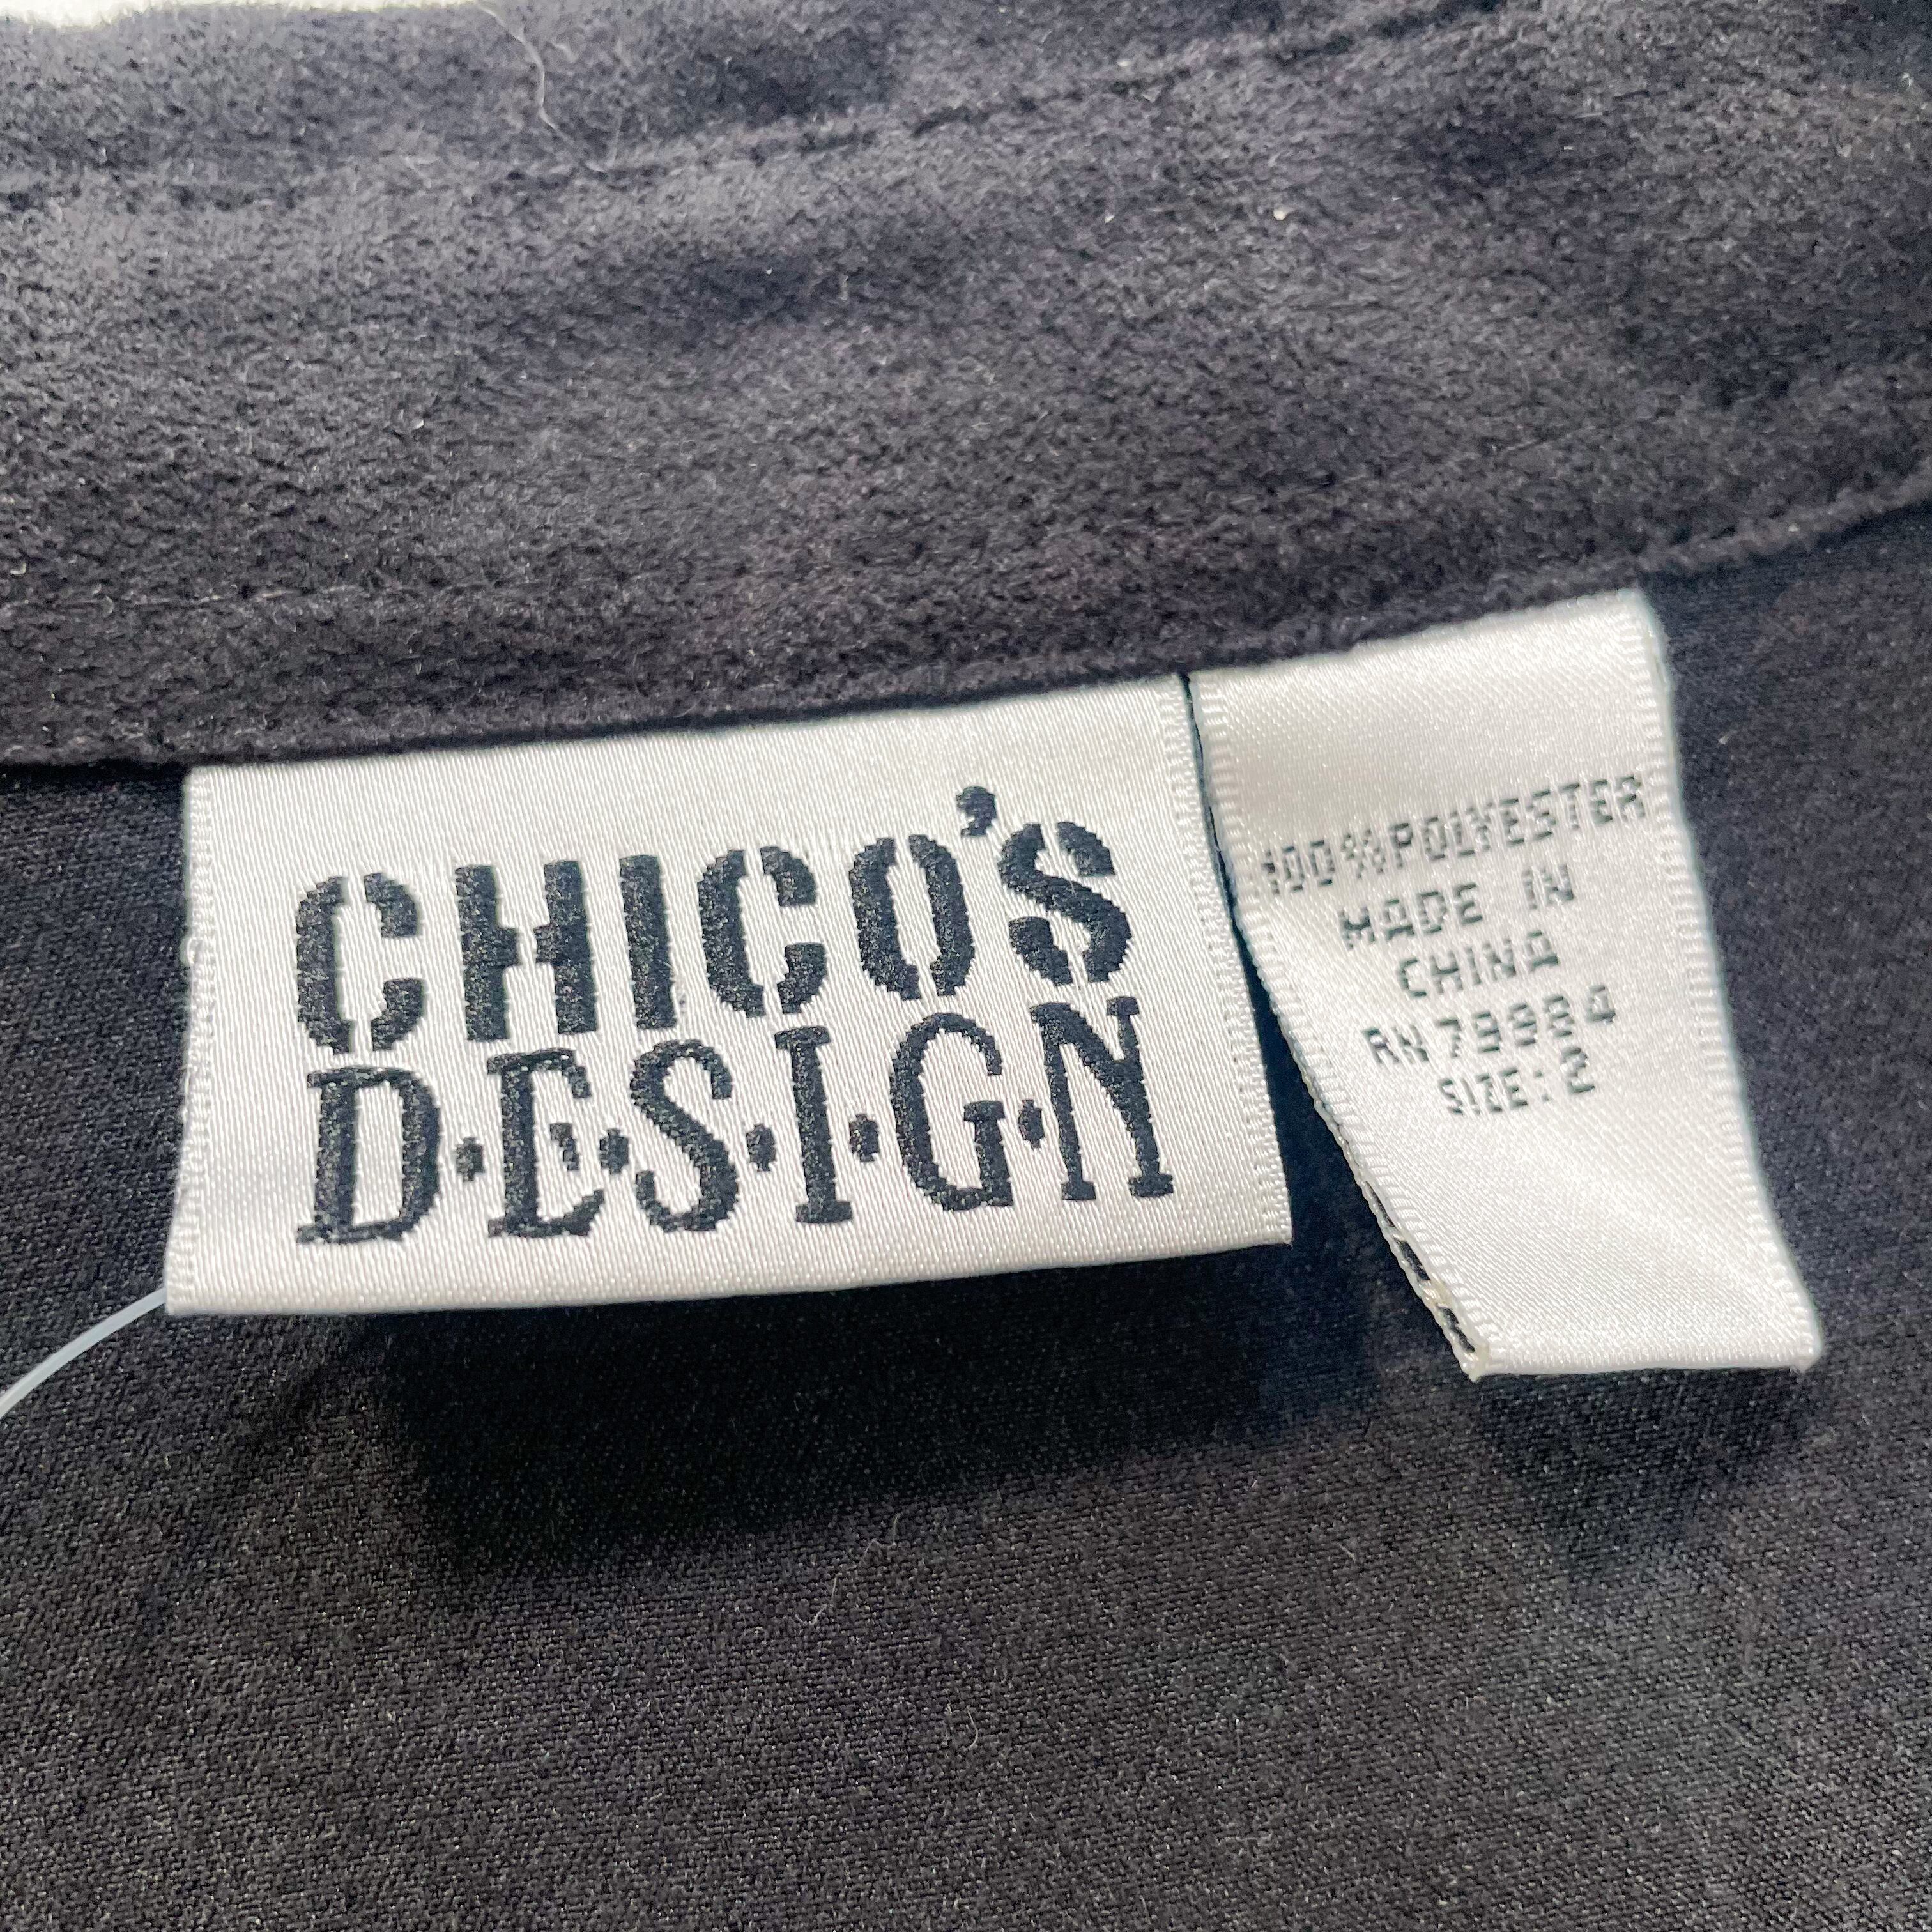 CHICO'S
D·E·S·I·G·N
100%POLYESTER
MADE IN
CHINA
RN 79984
SIZE: 2